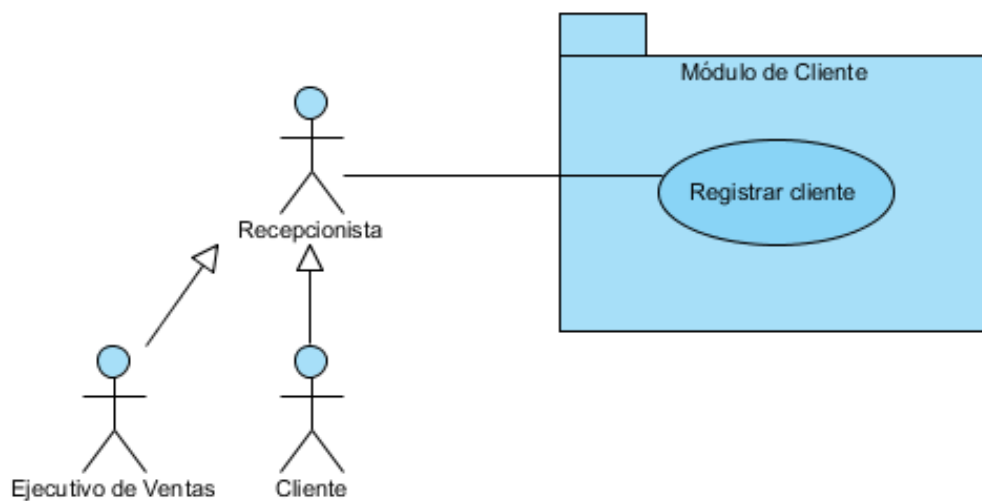 Módulo de Cliente
Registrar cliente
Recepcionista
Ejecutivo de Ventas
Cliente